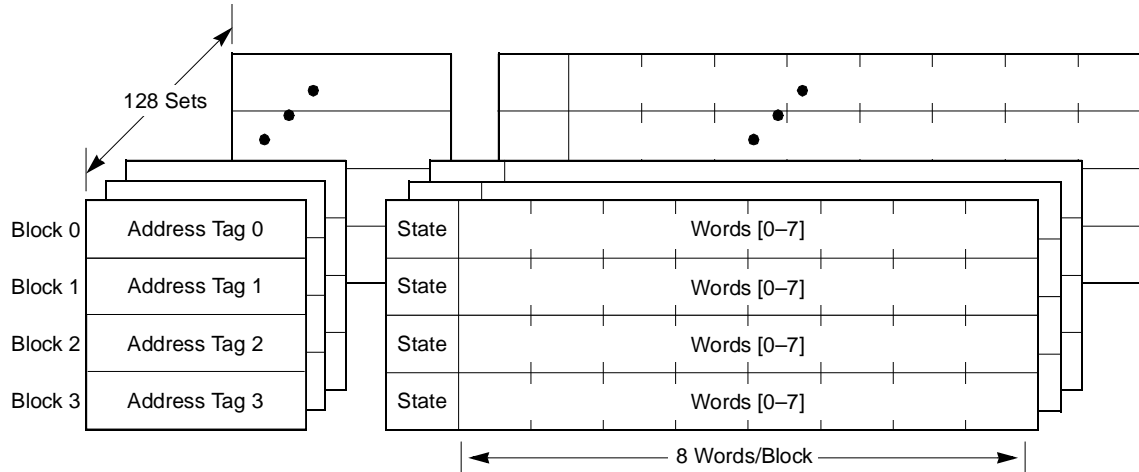 128 Sets
Block 0 Address Tag 0 State Words [0–7]
Block 1 Address Tag 1 State Words [0–7]
Block 2 Address Tag 2 State Words [0–7]
Block 3 Address Tag 3 State Words [0–7]
8 Words/Block